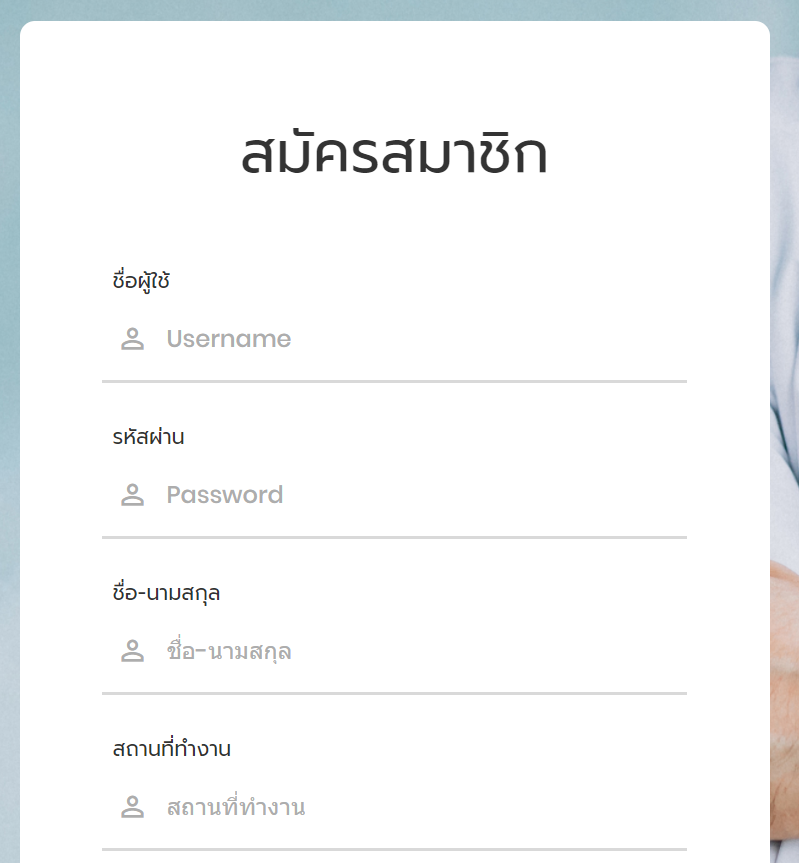 สมัครสมาชิก
ชื่อผู้ใช้
Username
รหัสผ่าน
Password
ชื่อ-นามสกุล
ชื่อ-นามสกุล
สถานที่ทำงาน
สถานที่ทำงาน